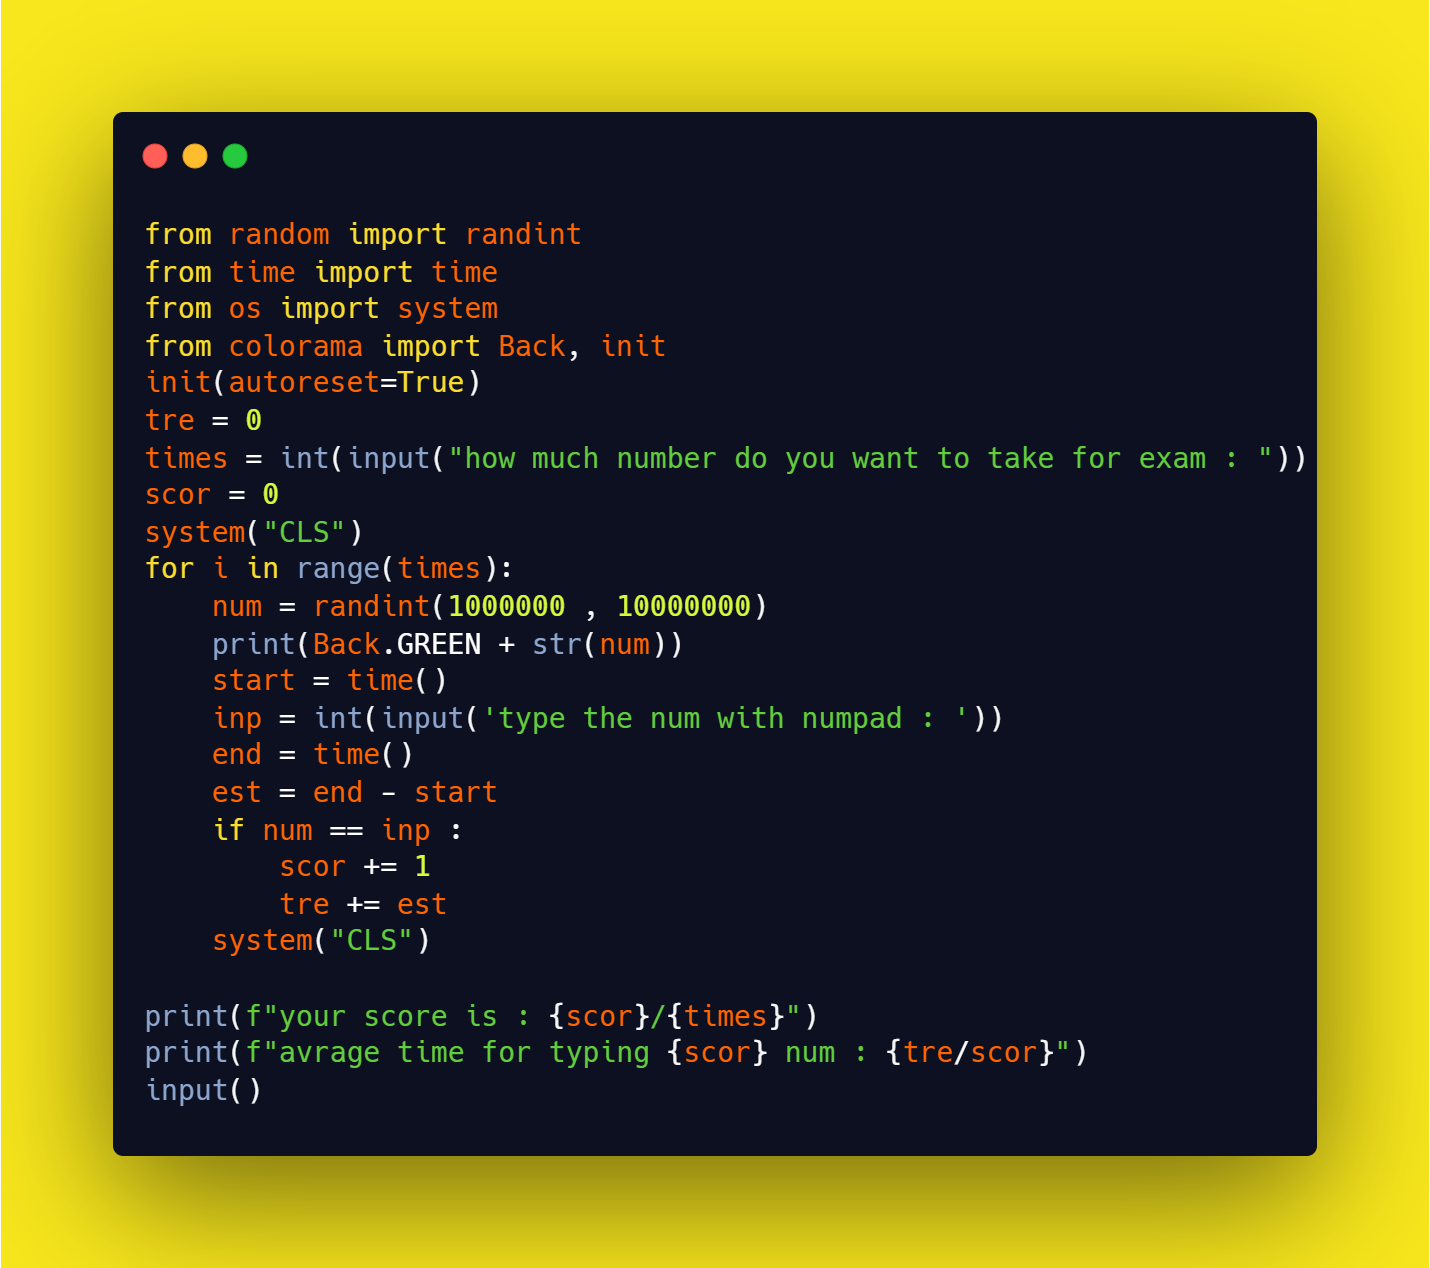 from random import randint
from time import time
from os import system
from colorama import Back, init
init(autoreset=True)
tre = 0
times = int(input("how much number do you want to take for exam : "))
scor = 0
system("CLS")
for i in range(times):
    num = randint(1000000 , 10000000)
    print(Back.GREEN + str(num))
    start = time()
    inp = int(input('type the num with numpad : '))
    end = time()
    est = end - start
    if num == inp :
        scor += 1
        tre += est
    system("CLS")

print(f"your score is : {scor}/{times}")
print(f"avrage time for typing {scor} num : {tre/scor}")
input()